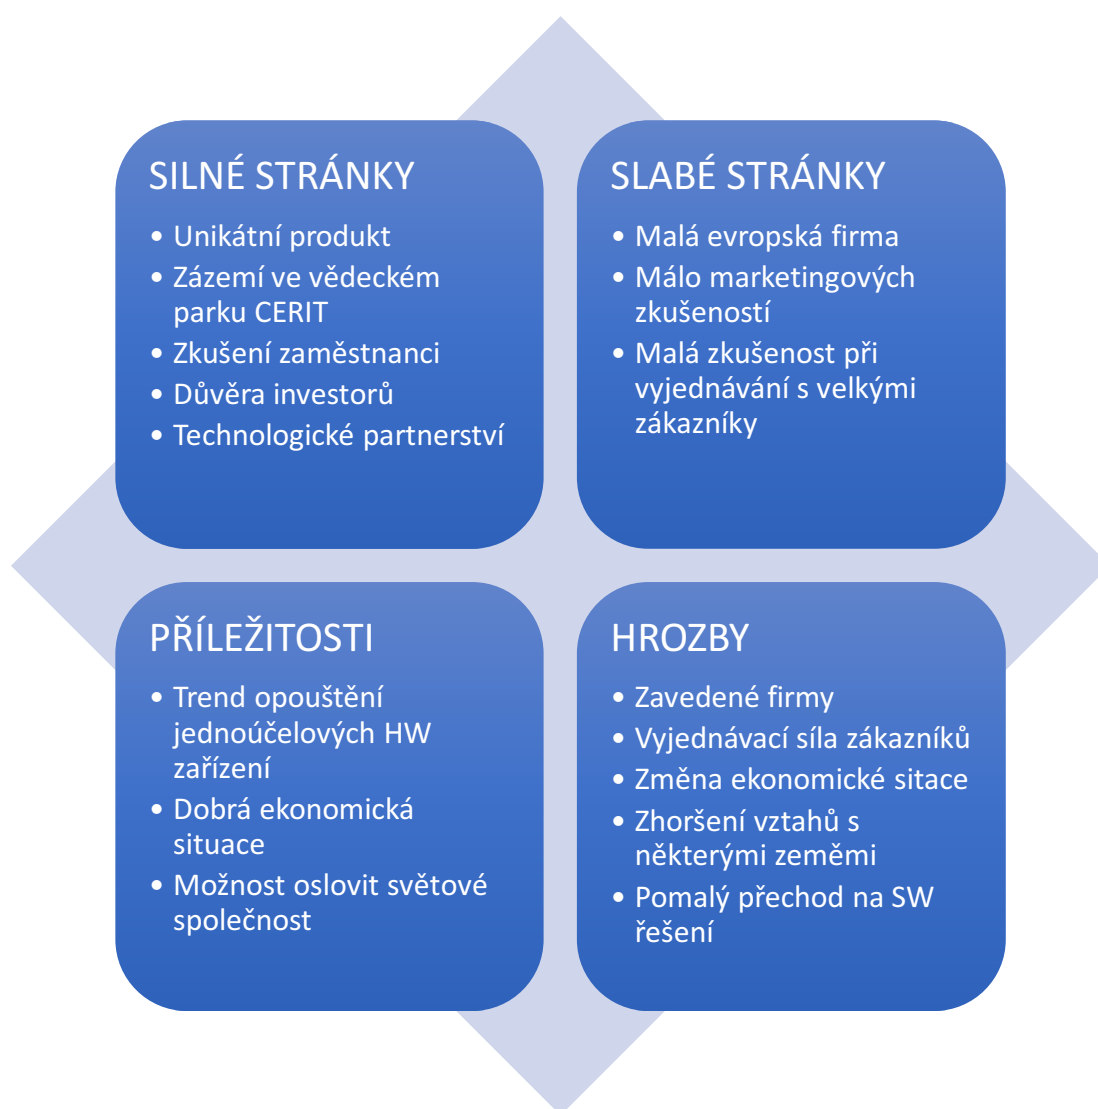 SILNÉ STRÁNKY
• Unikátní produkt
• Zázemí ve vědeckém
parku CERIT
• Zkušení zaměstnanci
• Důvěra investorů
• Technologické partnerství
SLABÉ STRÁNKY
• Malá evropská firma
• Málo marketingových
zkušeností
• Malá zkušenost při
vyjednávání s velkými
zákazníky
PŘÍLEŽITOSTI
• Trend opouštění
jednoúčelových HW
zařízení
• Dobrá ekonomická
situace
• Možnost oslovit světové
společnost
HROZBY
• Zavedené firmy
• Vyjednávací síla zákazníků
• Změna ekonomické sitace
• Zhoršení vztahů s
některými zeměmi
• Pomalý přechod na SW
řešení